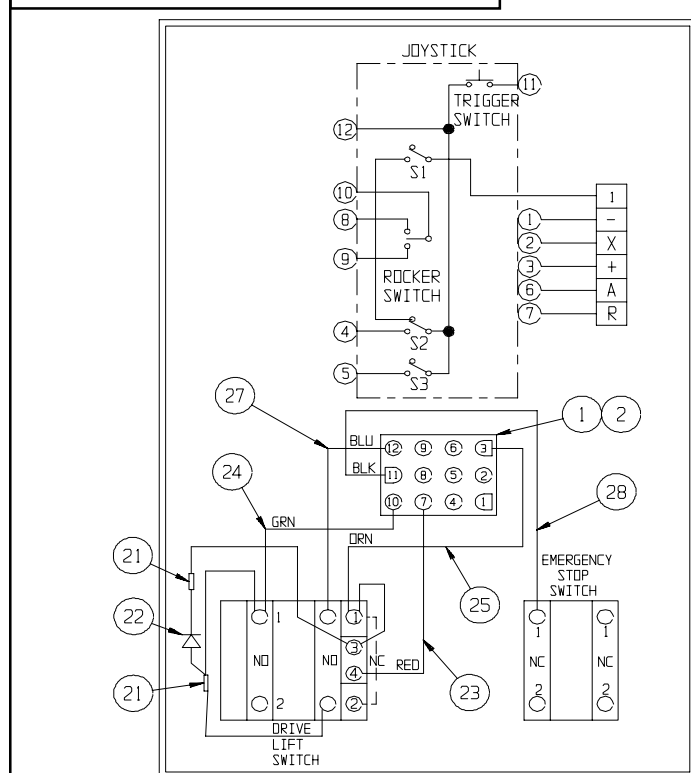 JOYSTICK
11
TRIGGER
SWITCH
12
S1
10
1
8
1 -
2 X
9
3 +
ROCKER
SWITCH
6 A
7 R
4
S2
5
S3
27
1 2
BLU 12 9 6 3
24
BLK 11 8 5 2
28
10 7 4 1
GRN
ORN
21
EMERGENCY
STOP
SWITCH
25
22
1 1 1 1
3
NO NO NC NC NC
4 RED
23
21
2 2 2 2
DRIVE
LIFT
SWITCH